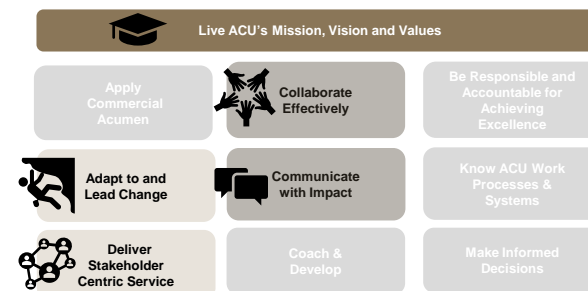 Live ACU's Mission, Vision and Values
Apply
Commercial
Acumen
Collaborate
Effectively
Be Responsible and
Accountable for
Achieving
Excellence
Adapt to and
Lead Change
Communicate
with Impact
Know ACU Work
Processes &
Systems
Deliver
Stakeholder
Centric Service
Coach &
Develop
Make Informed
Decisions